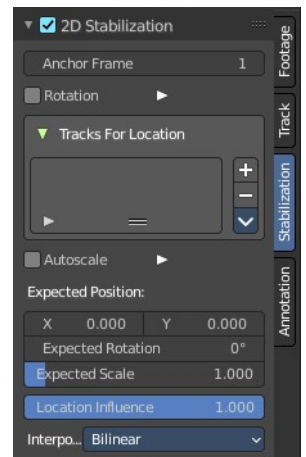 2D Stabilization
Anchor Frame 1
Rotation
Tracks For Location
Autoscale
Expected Position:
X 0.000 Y 0.000
Expected Rotation 0°
Expected Scale 1.000
Location Influence 1.000
Interpo... Bilinear
Footage
Track
Stabilization
Annotation